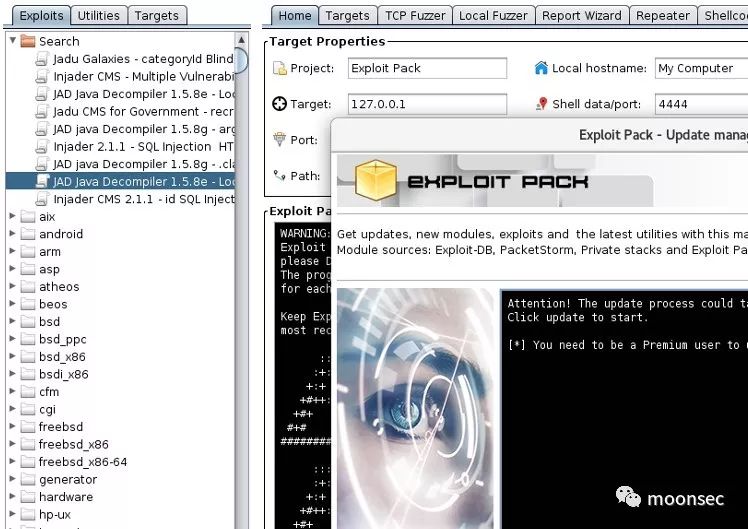 Exploits Utilities Targets
Search
Jadu Galaxies - categoryId Blind
Injader CMS - Multiple Vulnerabi
JAD Java Decompiler 1.5.8e - Loc
Jadu CMS for Government - recr
JAD java Decompiler 1.5.8g - arg
Injader 2.1.1 - SQL Injection HT
JAD java Decompiler 1.5.8g - .cla
JAD Java Decompiler 1.5.8e - Loc
Injader CMS 2.1.1 - id SQL Inject
aix
android
arm
asp
atheos
beos
bsd
bsd_ppc
bsd_x86
bsdi_x86
cfm
cgi
freebsd
freebsd_x86
freebsd_x86-64
generator
hardware
hp-ux
Home Targets TCP Fuzzer Local Fuzzer Report Wizard Repeater Shellco
Target Properties
Project: Exploit Pack Local hostname: My Computer
Target: 127.0.0.1 Shell data/port: 4444
Port:
Path:
Exploit Pa
WARNING:
Exploit
please D
The prog
for each
Keep Exp
most rec
Exploit Pack - Update mana
EXPLOIT PACK
Get updates, new modules, exploits and the latest utilities with this ma
Module sources: Exploit-DB, PacketStorm, Private stacks and Exploit Pa
Attention! The update process could ta
Click update to start.
[*] You need to be a Premium user to u
moonsec